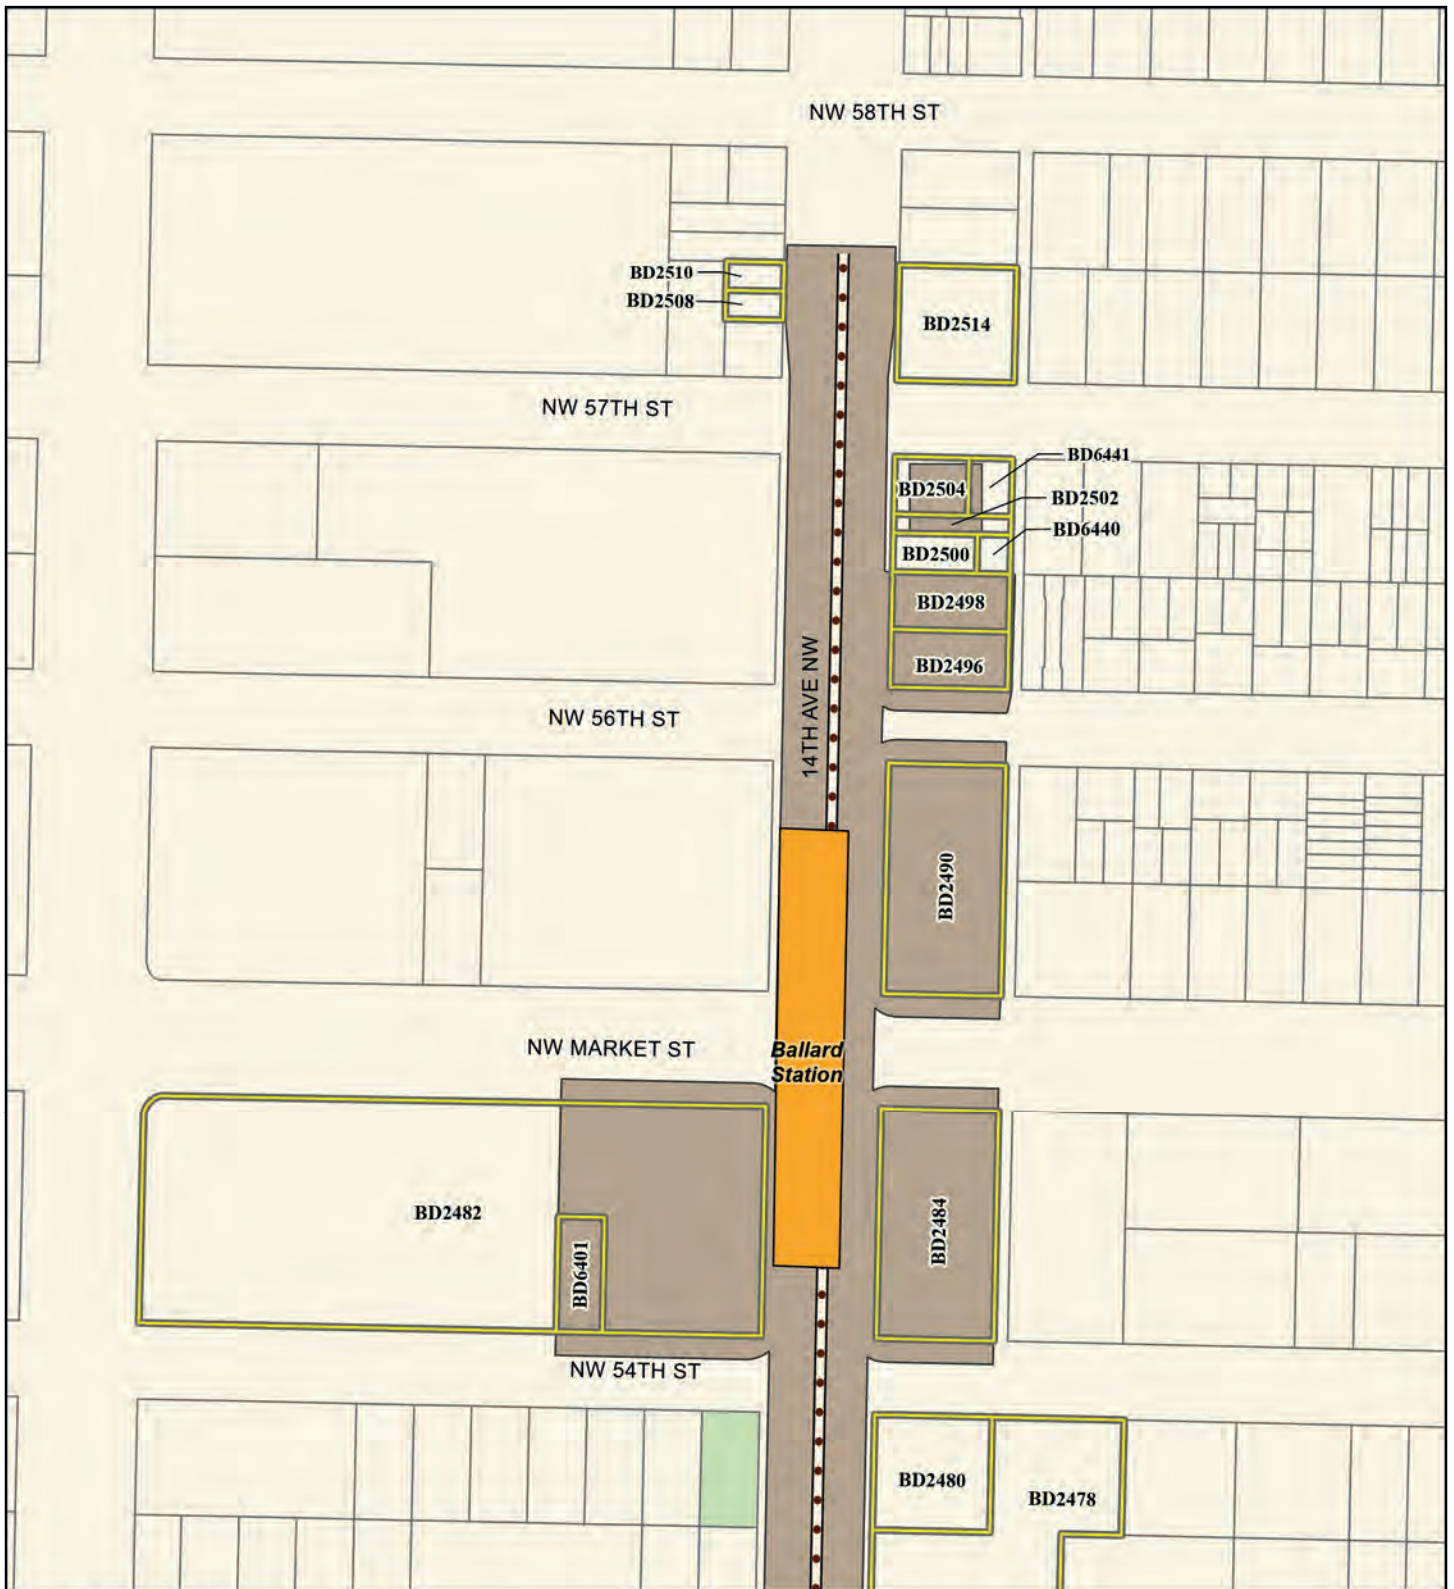 NW 58TH ST
BD2510
BD2508
BD2514
NW 57TH ST
BD6441
BD2504
BD2502
BD6440
BD2500
BD2498
BD2496
14TH AVE NW
NW 56TH ST
BD2490
NW MARKET ST
Ballard
Station
BD2482
BD6401
BD2484
NW 54TH ST
BD2480
BD2478